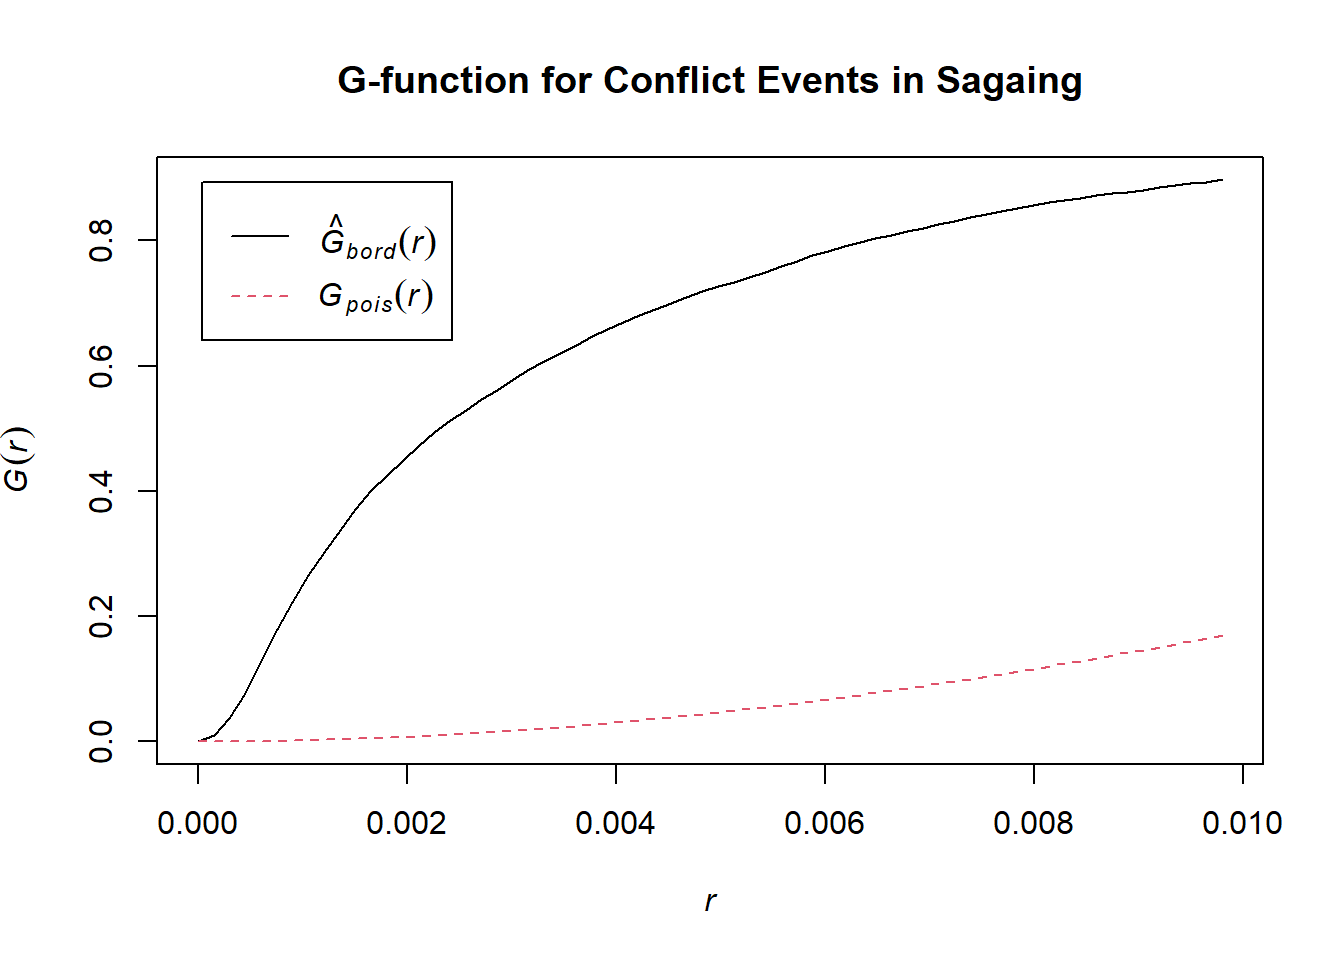 G-function for Conflict Events in Sagaing
Ĝbord(r)
Gpois(r)
G(r)
0.8
0.6
0.4
0.2
0.0
0.000 0.002 0.004 0.006 0.008 0.010
r